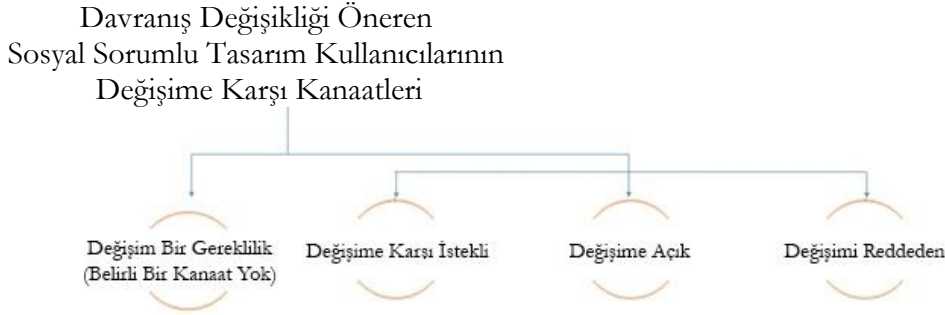 Davranış Değişikliği Öneren
Sosyal Sorumlu Tasarım Kullanıcılarının
Değişime Karşı Kanaatleri
Değişim Bir Gereklilik
(Belirli Bir Kanaat Yok)
Değişime Karşı İstekli
Değişime Açık
Değişimi Reddeden